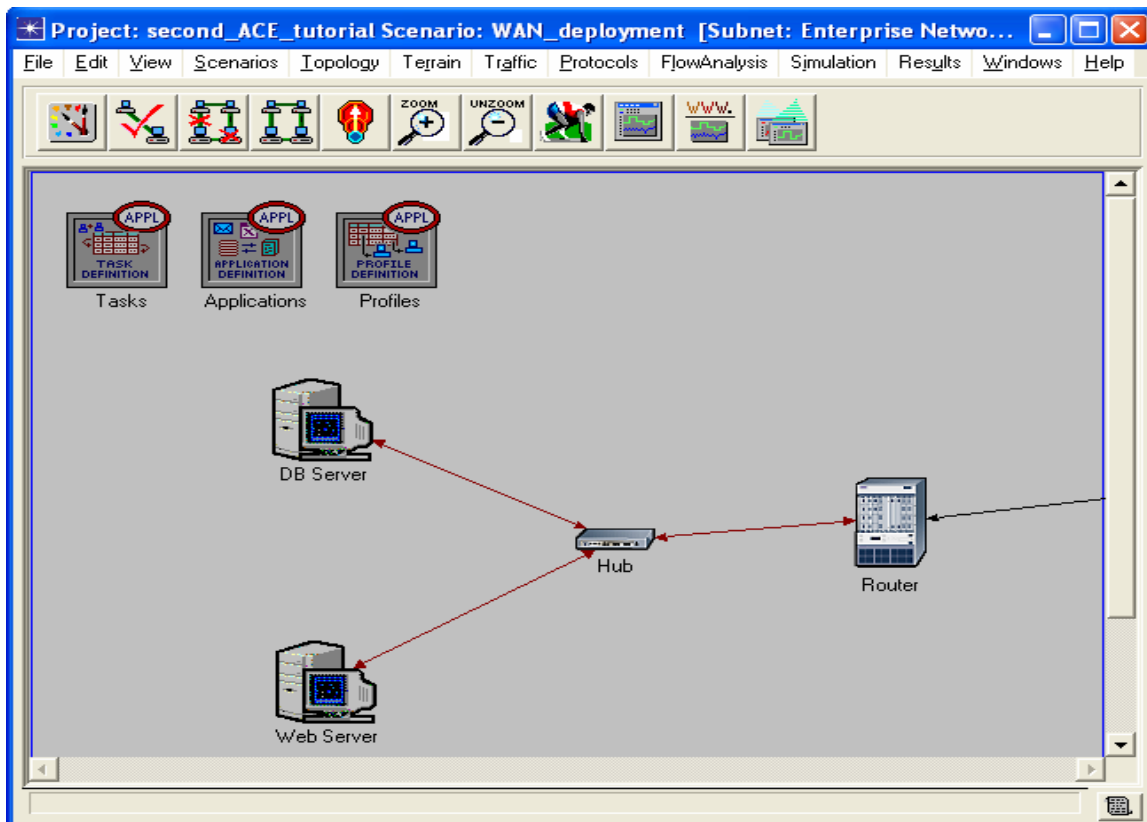 Project: second_ACE_tutorial Scenario: WAN_deployment [Subnet: Enterprise Netwo...
File Edit View Scenarios Topology Terrain Traffic Protocols FlowAnalysis Simulation Results Windows Help
ZOOM UNZOOM WWW.
APPL APPL APPL
TASK DEFINITION APPLICATION DEFINITION PROFILE DEFINITION
Tasks Applications Profiles
DB Server
Hub
Router
Web Server